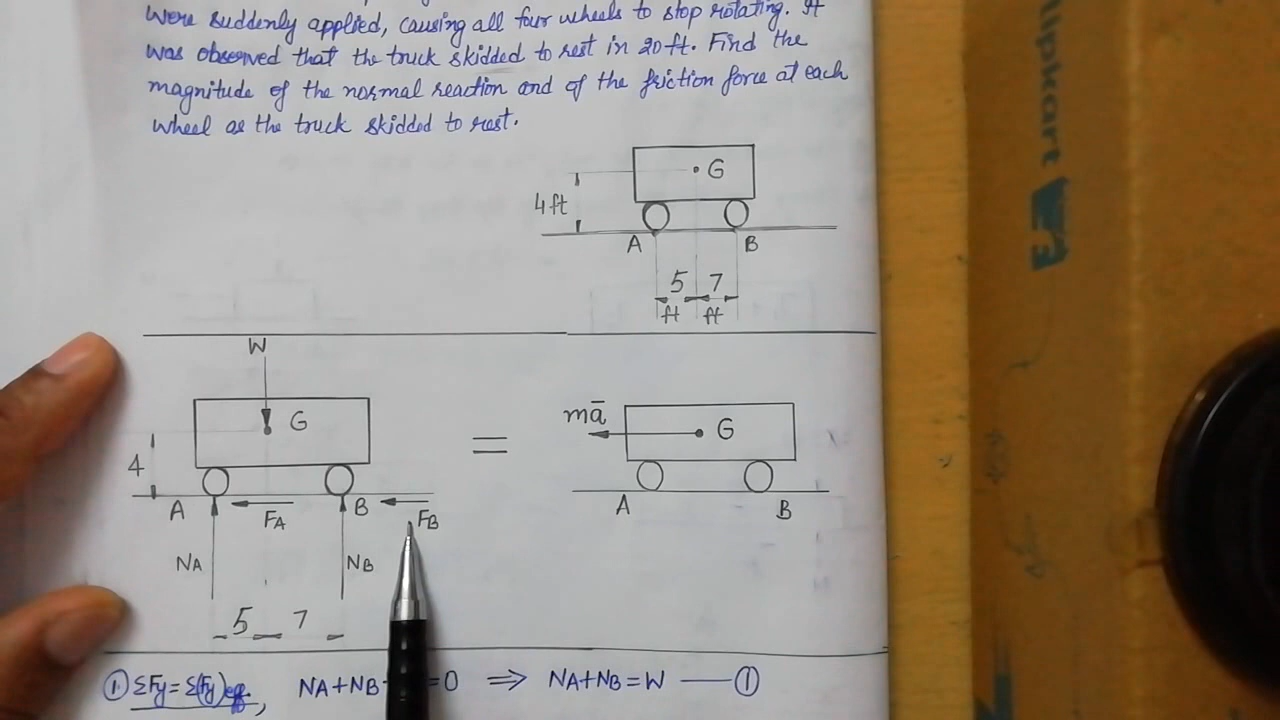 were suddenly applied, causing all four wheels to stop rotating. It
was observed that the truck skidded to rest in 20 ft. Find the
magnitude of the normal reaction and of the friction force at each
wheel as the truck skidded to rest.
G
4 ft
A B
5 7
ft ft
W
G
4
A FA B FB
NA NB
5 7
=
mā
G
A B
① ΣFy = Σ(Fy)eff, NA+NB- =0 ⇒ NA+NB=W —①
lipkart